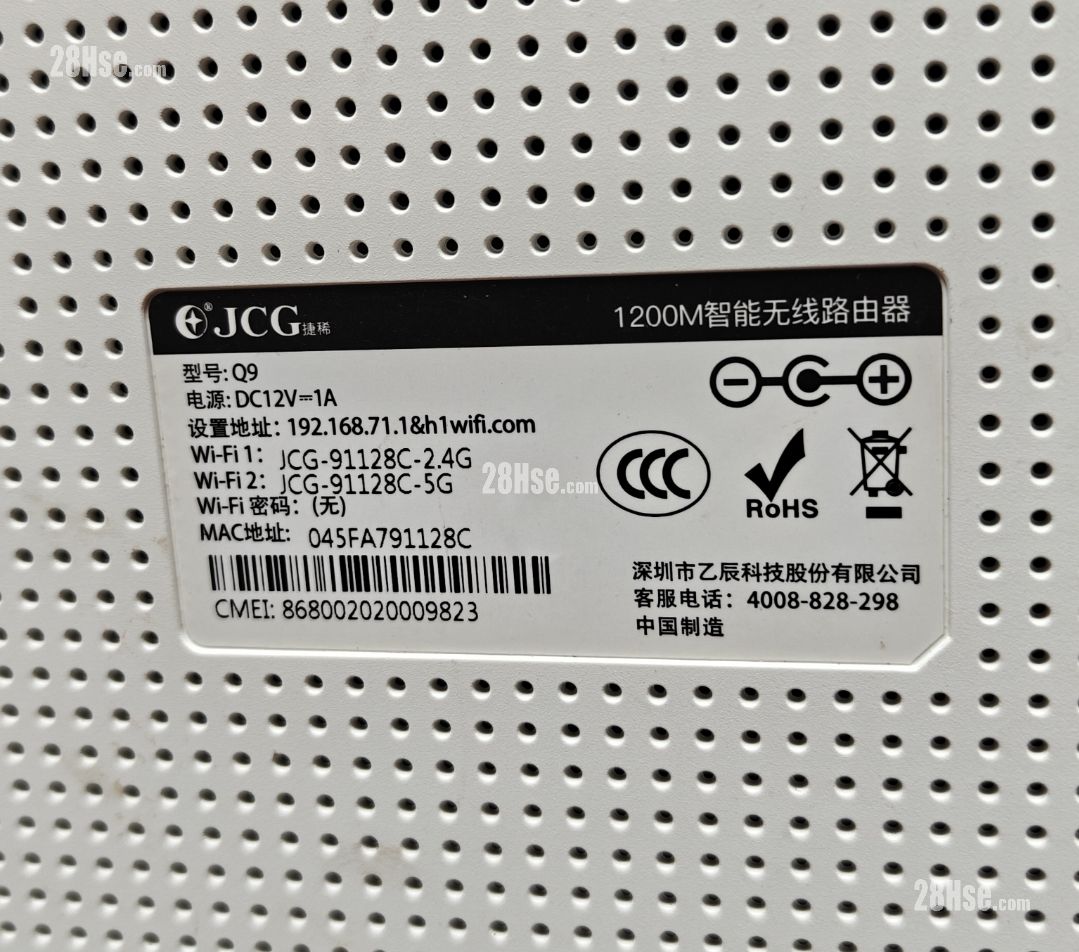 28Hse.com
JCG®捷稀 1200M智能无线路由器
型号: Q9
电源: DC12V⎓1A
设置地址: 192.168.71.1&h1wifi.com
Wi-Fi 1: JCG-91128C-2.4G
Wi-Fi 2: JCG-91128C-5G
28Hse.com
Wi-Fi 密码: (无)
RoHS
MAC地址: 045FA791128C
CMEI: 868002020009823
深圳市乙辰科技股份有限公司
客服电话: 4008-828-298
中国制造
28Hse.com